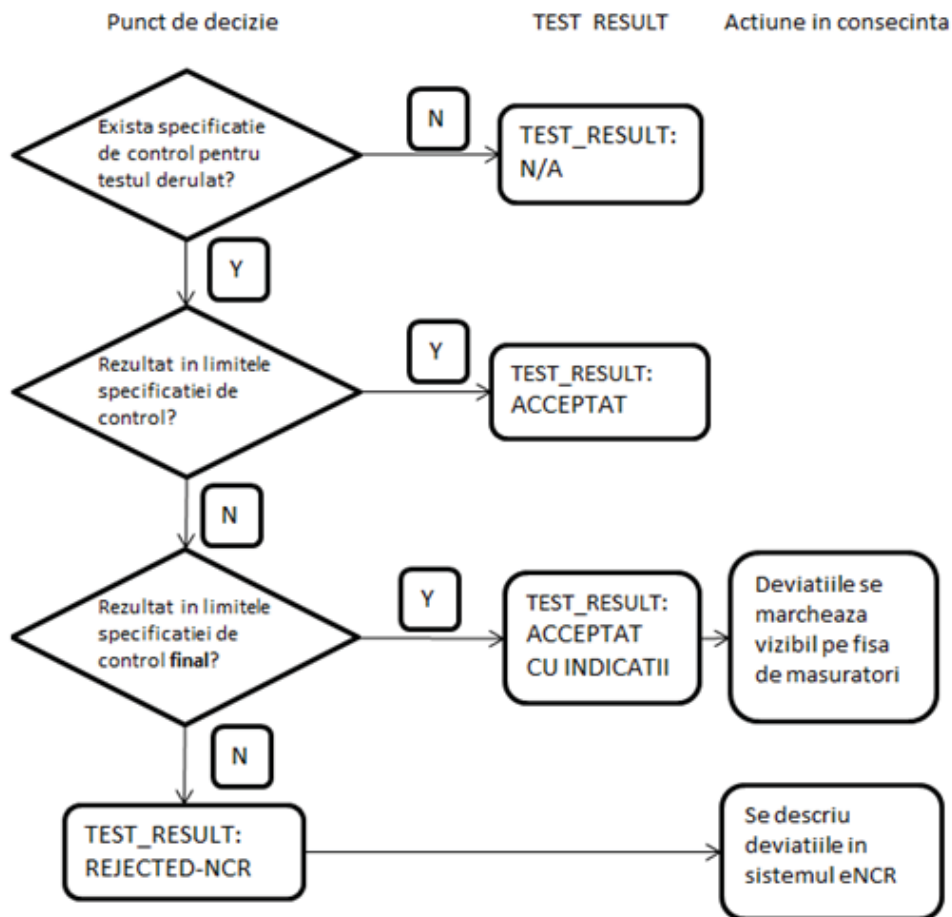 Punct de decizie
TEST RESULT
Actiune in consecinta
Exista specificatie
de control pentru
testul derulat?
N
TEST_RESULT:
N/A
Y
Rezultat in limitele
specificatiei de
control?
Y
TEST_RESULT:
ACCEPTAT
N
Rezultat in limitele
specificatiei de
control final?
Y
TEST_RESULT:
ACCEPTAT
CU INDICATII
Deviatiile se
marcheaza
vizibil pe fisa
de masuratori
N
TEST_RESULT:
REJECTED-NCR
Se descriu
deviatiile in
sistemul eNCR